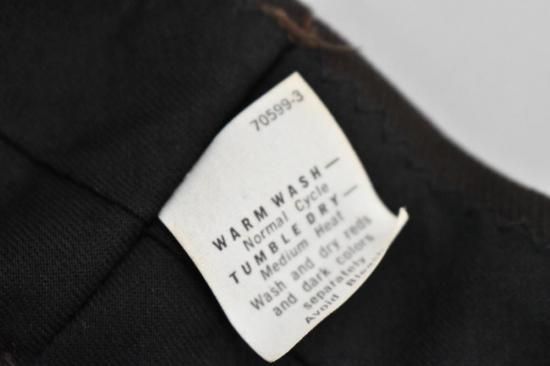 70599-3
WARM WASH—
Normal Cycle
TUMBLE DRY—
Medium Heat
Wash and dry reds
and dark colors
separately
Avoid Bleach